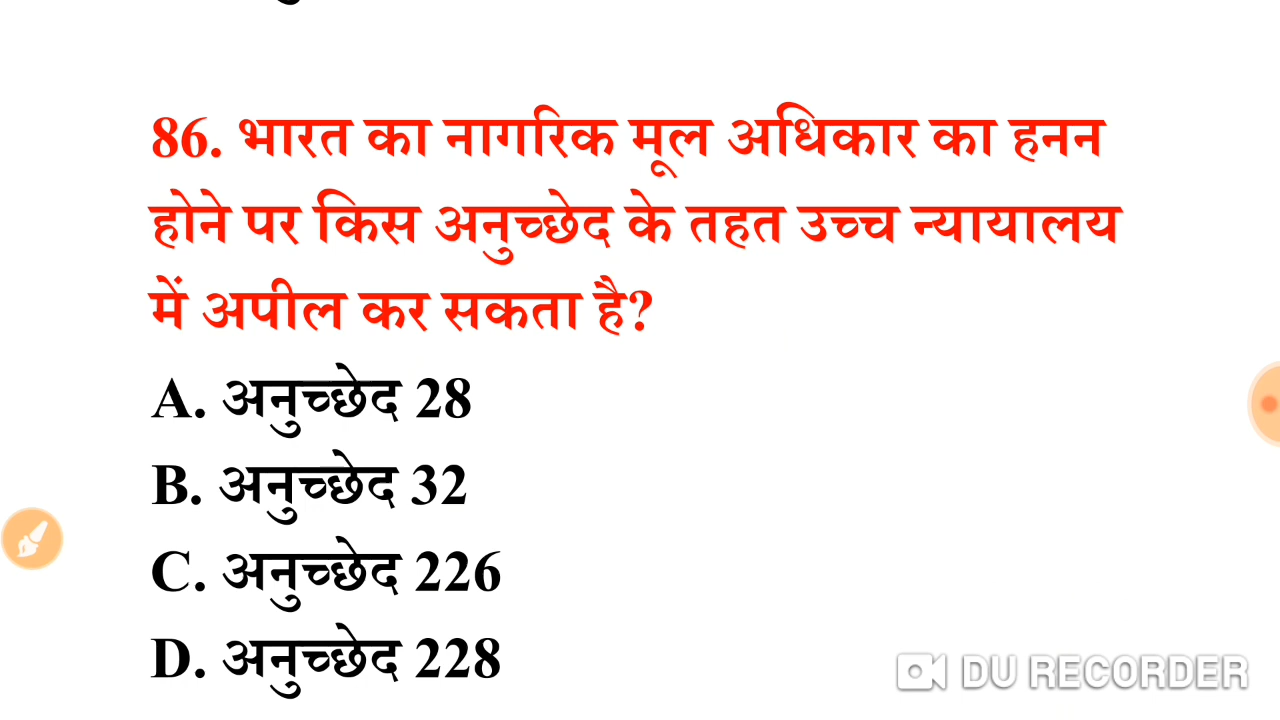 86. भारत का नागरिक मूल अधिकार का हनन
होने पर किस अनुच्छेद के तहत उच्च न्यायालय
में अपील कर सकता है?
A. अनुच्छेद 28
B. अनुच्छेद 32
C. अनुच्छेद 226
D. अनुच्छेद 228
DU RECORDER